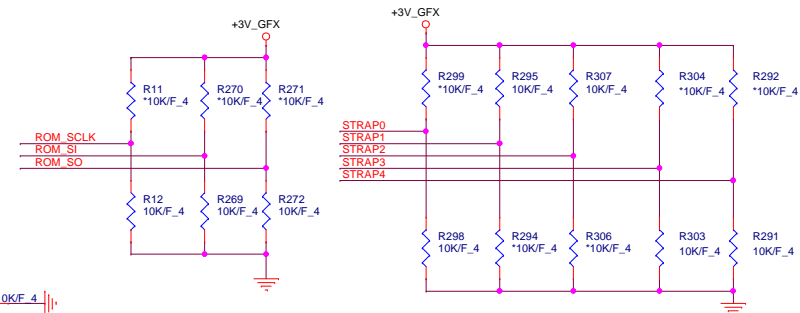 +3V_GFX
+3V_GFX
R11
*10K/F_4
R270
*10K/F_4
R271
*10K/F_4
R299
*10K/F_4
R295
10K/F_4
R307
10K/F_4
R304
*10K/F_4
R292
*10K/F_4
ROM_SCLK
ROM_SI
ROM_SO
STRAP0
STRAP1
STRAP2
STRAP3
STRAP4
R12
10K/F_4
R269
10K/F_4
R272
10K/F_4
R298
10K/F_4
R294
*10K/F_4
R306
*10K/F_4
R303
10K/F_4
R291
10K/F_4
0K/F_4